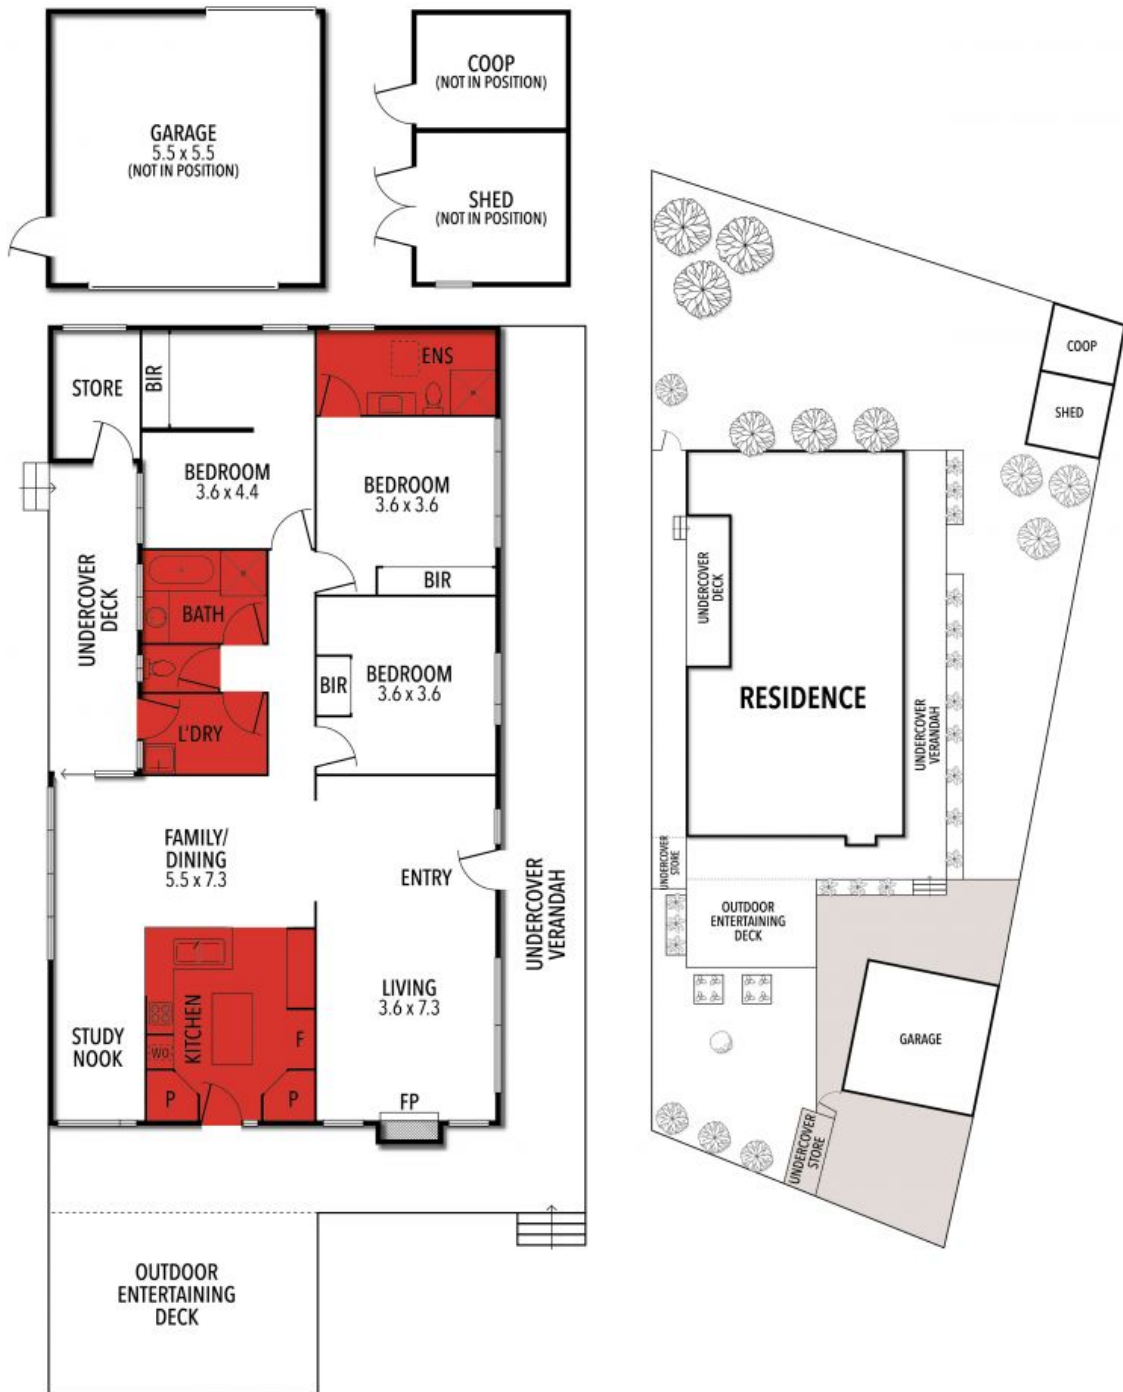 GARAGE
5.5 x 5.5
(NOT IN POSITION)
COOP
(NOT IN POSITION)
SHED
(NOT IN POSITION)
STORE
BIR
ENS
BEDROOM
3.6 x 4.4
BEDROOM
3.6 x 3.6
BIR
UNDERCOVER
DECK
BATH
BIR
BEDROOM
3.6 x 3.6
L'DRY
FAMILY/
DINING
5.5 x 7.3
ENTRY
UNDERCOVER
VERANDAH
LIVING
3.6 x 7.3
KITCHEN
STUDY
NOOK
WO
F
P
P
FP
OUTDOOR
ENTERTAINING
DECK
COOP
SHED
UNDERCOVER
DECK
RESIDENCE
UNDERCOVER
VERANDAH
UNDERCOVER
STORE
OUTDOOR
ENTERTAINING
DECK
GARAGE
UNDERCOVER
STORE